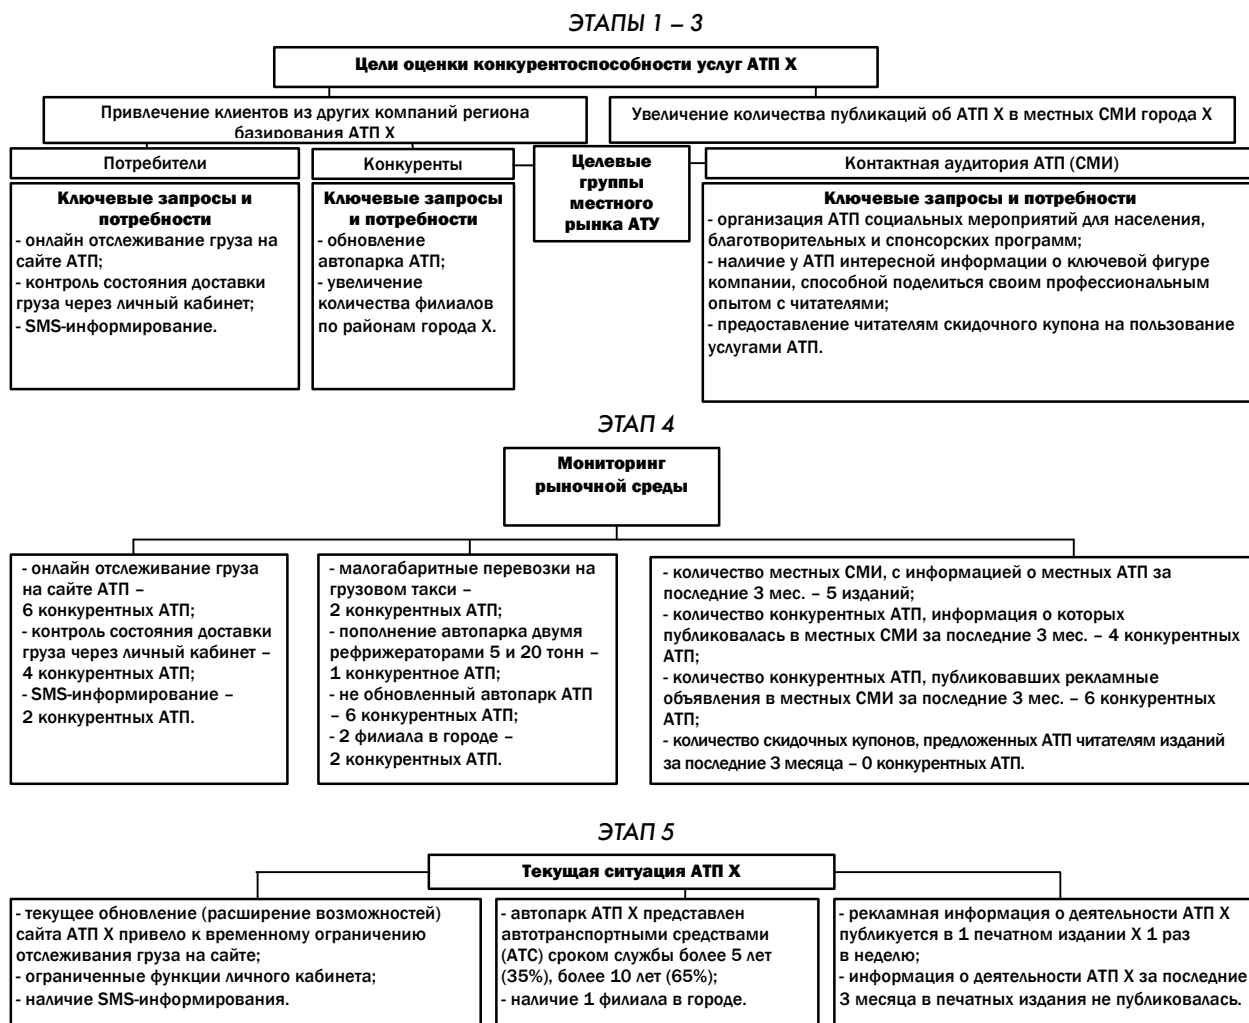 ЭТАПЫ 1 – 3
Цели оценки конкурентоспособности услуг АТП Х
Привлечение клиентов из других компаний региона
базирования АТП Х
Увеличение количества публикаций об АТП Х в местных СМИ города Х
Потребители
Ключевые запросы и
потребности
- онлайн отслеживание груза на
сайте АТП;
- контроль состояния доставки
груза через личный кабинет;
- SMS-информирование.
Конкуренты
Ключевые запросы
и потребности
- обновление
автопарка АТП;
- увеличение
количества филиалов
по районам города Х.
Целевые
группы
местного
рынка АТУ
Контактная аудитория АТП (СМИ)
Ключевые запросы и потребности
- организация АТП социальных мероприятий для населения,
благотворительных и спонсорских программ;
- наличие у АТП интересной информации о ключевой фигуре
компании, способной поделиться своим профессиональным
опытом с читателями;
- предоставление читателям скидочного купона на пользование
услугами АТП.
ЭТАП 4
Мониторинг
рыночной среды
- онлайн отслеживание груза
на сайте АТП –
6 конкурентных АТП;
- контроль состояния доставки
груза через личный кабинет –
4 конкурентных АТП;
- SMS-информирование –
2 конкурентных АТП.
- малогабаритные перевозки на
грузовом такси –
2 конкурентных АТП;
- пополнение автопарка двумя
рефрижераторами 5 и 20 тонн –
1 конкурентное АТП;
- не обновленный автопарк АТП
– 6 конкурентных АТП;
- 2 филиала в городе –
2 конкурентных АТП.
- количество местных СМИ, с информацией о местных АТП за
последние 3 мес. – 5 изданий;
- количество конкурентных АТП, информация о которых
публиковалась в местных СМИ за последние 3 мес. – 4 конкурентных
АТП;
- количество конкурентных АТП, публиковавших рекламные
объявления в местных СМИ за последние 3 мес. – 6 конкурентных
АТП;
- количество скидочных купонов, предложенных АТП читателям изданий
за последние 3 месяца – 0 конкурентных АТП.
ЭТАП 5
Текущая ситуация АТП Х
- текущее обновление (расширение возможностей)
сайта АТП Х привело к временному ограничению
отслеживания груза на сайте;
- ограниченные функции личного кабинета;
- наличие SMS-информирования.
- автопарк АТП Х представлен
автотранспортными средствами
(АТС) сроком службы более 5 лет
(35%), более 10 лет (65%);
- наличие 1 филиала в городе.
- рекламная информация о деятельности АТП Х
публикуется в 1 печатном издании Х 1 раз
в неделю;
- информация о деятельности АТП Х за последние
3 месяца в печатных издания не публиковалась.